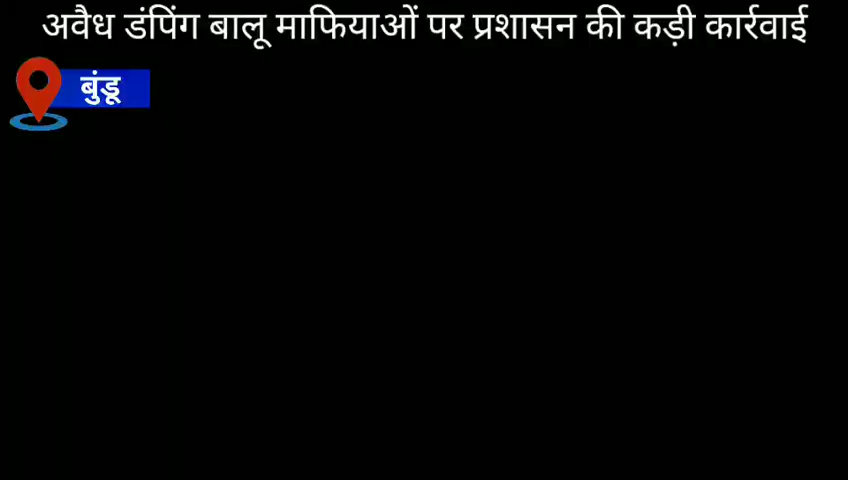 अवैध डंपिंग बालू माफियाओं पर प्रशासन की कड़ी कार्रवाई
बुंडू